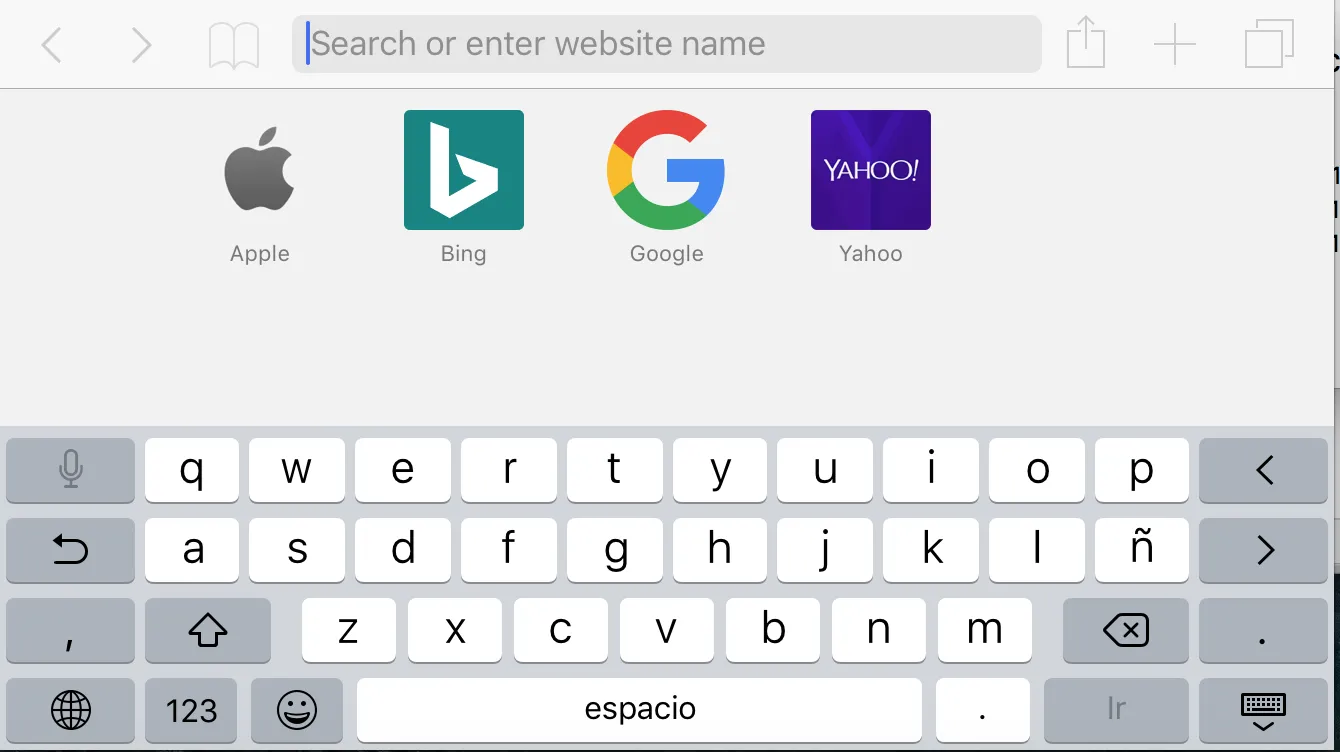 Search or enter website name
YAHOO!
Apple Bing Google Yahoo
q w e r t y u i o p
a s d f g h j k l ñ
, z x c v b n m .
123 espacio . Ir